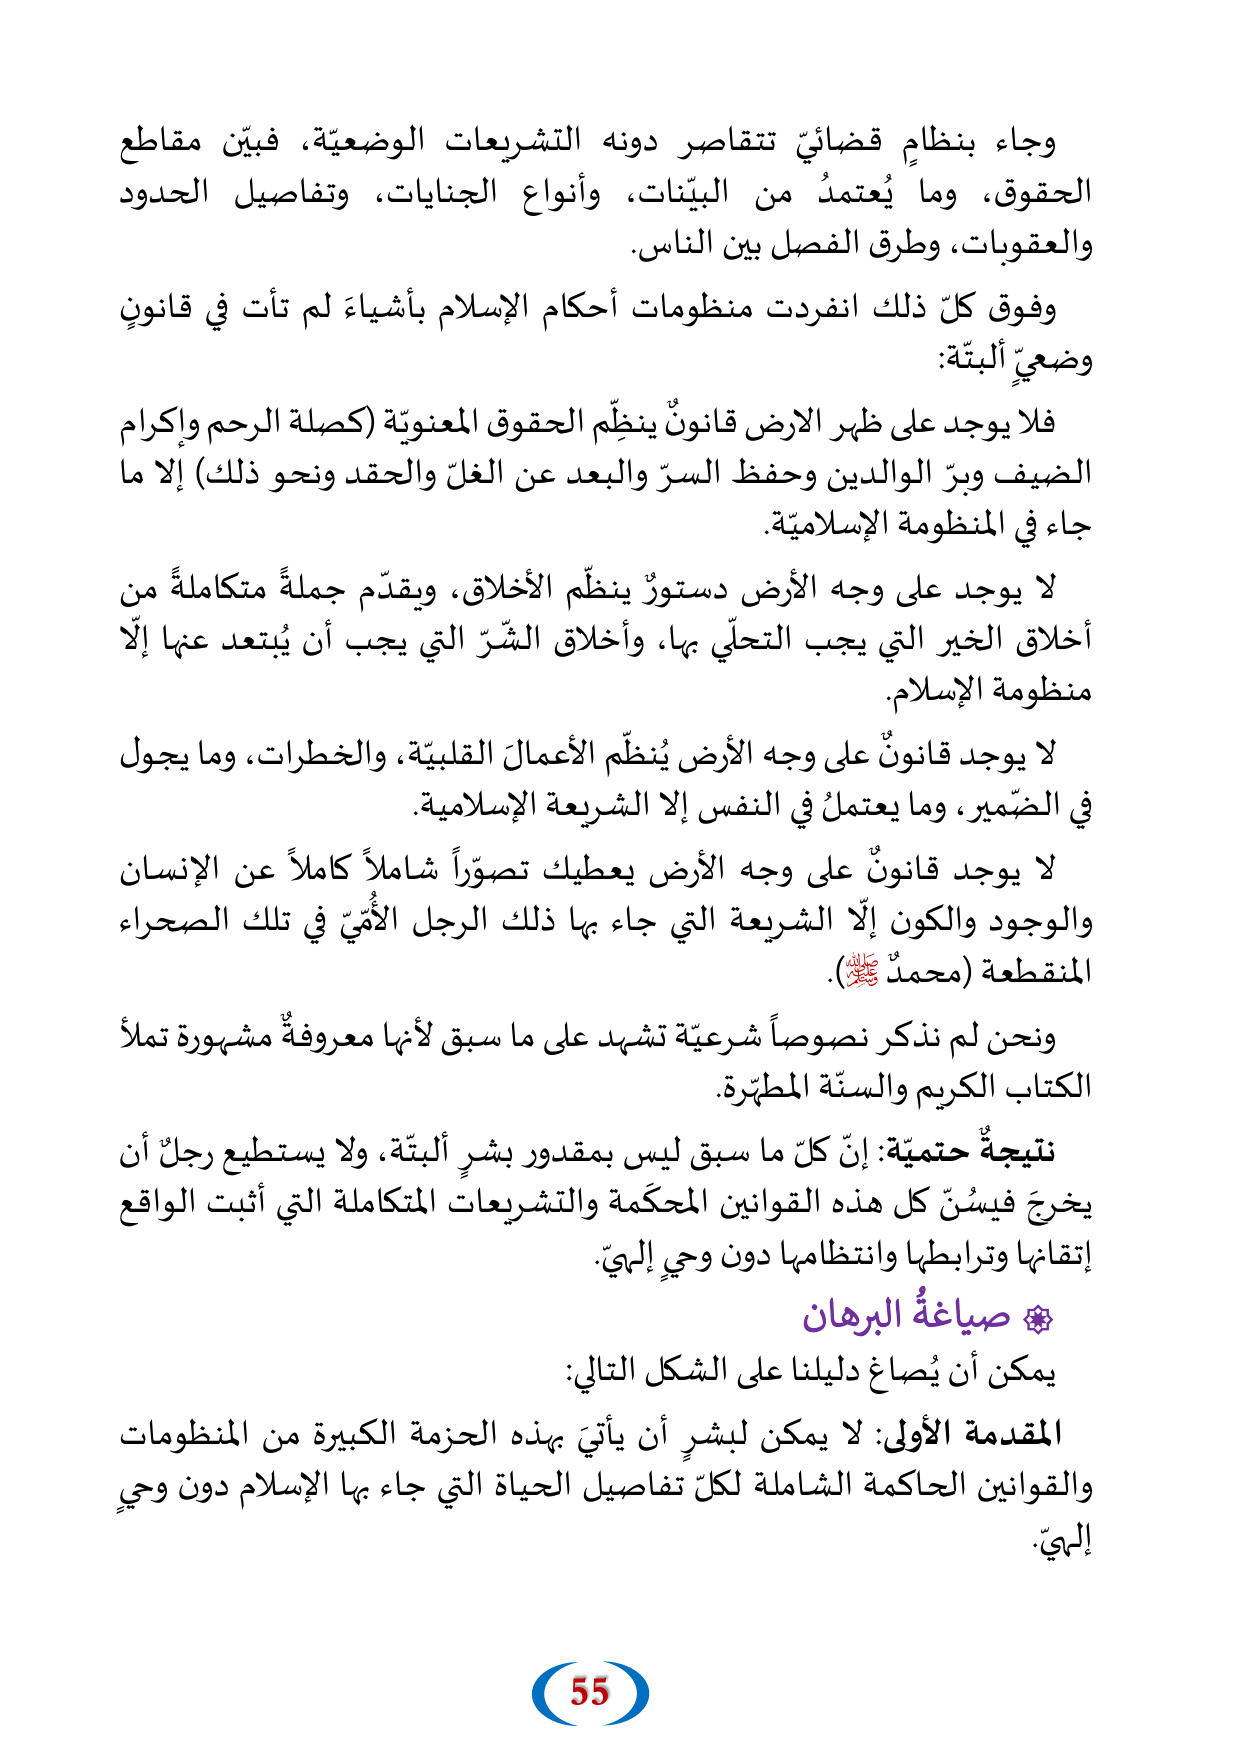 وجاء بنظامٍ قضائيّ تتقاصر دونه التشريعات الوضعيّة، فبيّن مقاطع
الحقوق، وما يُعتمدُ من البيّنات، وأنواع الجنايات، وتفاصيل الحدود
والعقوبات، وطرق الفصل بين الناس.
وفوق كلّ ذلك انفردت منظومات أحكام الإسلام بأشياءَ لم تأت في قانونٍ
وضعيٍّ ألبتّة:
فلا يوجد على ظهر الارض قانونٌ ينظِّم الحقوق المعنويّة (كصلة الرحم وإكرام
الضيف وبرّ الوالدين وحفظ السرّ والبعد عن الغلّ والحقد ونحو ذلك) إلا ما
جاء في المنظومة الإسلاميّة.
لا يوجد على وجه الأرض دستورٌ ينظّم الأخلاق، ويقدّم جملةً متكاملةً من
أخلاق الخير التي يجب التحلّي بها، وأخلاق الشّرّ التي يجب أن يُبتعد عنها إلّا
منظومة الإسلام.
لا يوجد قانونٌ على وجه الأرض يُنظّم الأعمالَ القلبيّة، والخطرات، وما يجول
في الضّمير، وما يعتملُ في النفس إلا الشريعة الإسلامية.
لا يوجد قانونٌ على وجه الأرض يعطيك تصوّراً شاملاً كاملاً عن الإنسان
والوجود والكون إلّا الشريعة التي جاء بها ذلك الرجل الأُمّيّ في تلك الصحراء
المنقطعة (محمدٌ ﷺ).
ونحن لم نذكر نصوصاً شرعيّة تشهد على ما سبق لأنها معروفةٌ مشهورة تملأ
الكتاب الكريم والسنّة المطهّرة.
نتيجةٌ حتميّة: إنّ كلّ ما سبق ليس بمقدور بشرٍ ألبتّة، ولا يستطيع رجلٌ أن
يخرجَ فيسُنّ كل هذه القوانين المحكَمة والتشريعات المتكاملة التي أثبت الواقع
إتقانها وترابطها وانتظامها دون وحيٍ إلهيّ.
۞ صياغةُ البرهان
يمكن أن يُصاغ دليلنا على الشكل التالي:
المقدمة الأولى: لا يمكن لبشرٍ أن يأتيَ بهذه الحزمة الكبيرة من المنظومات
والقوانين الحاكمة الشاملة لكلّ تفاصيل الحياة التي جاء بها الإسلام دون وحيٍ
إلهيّ.
55